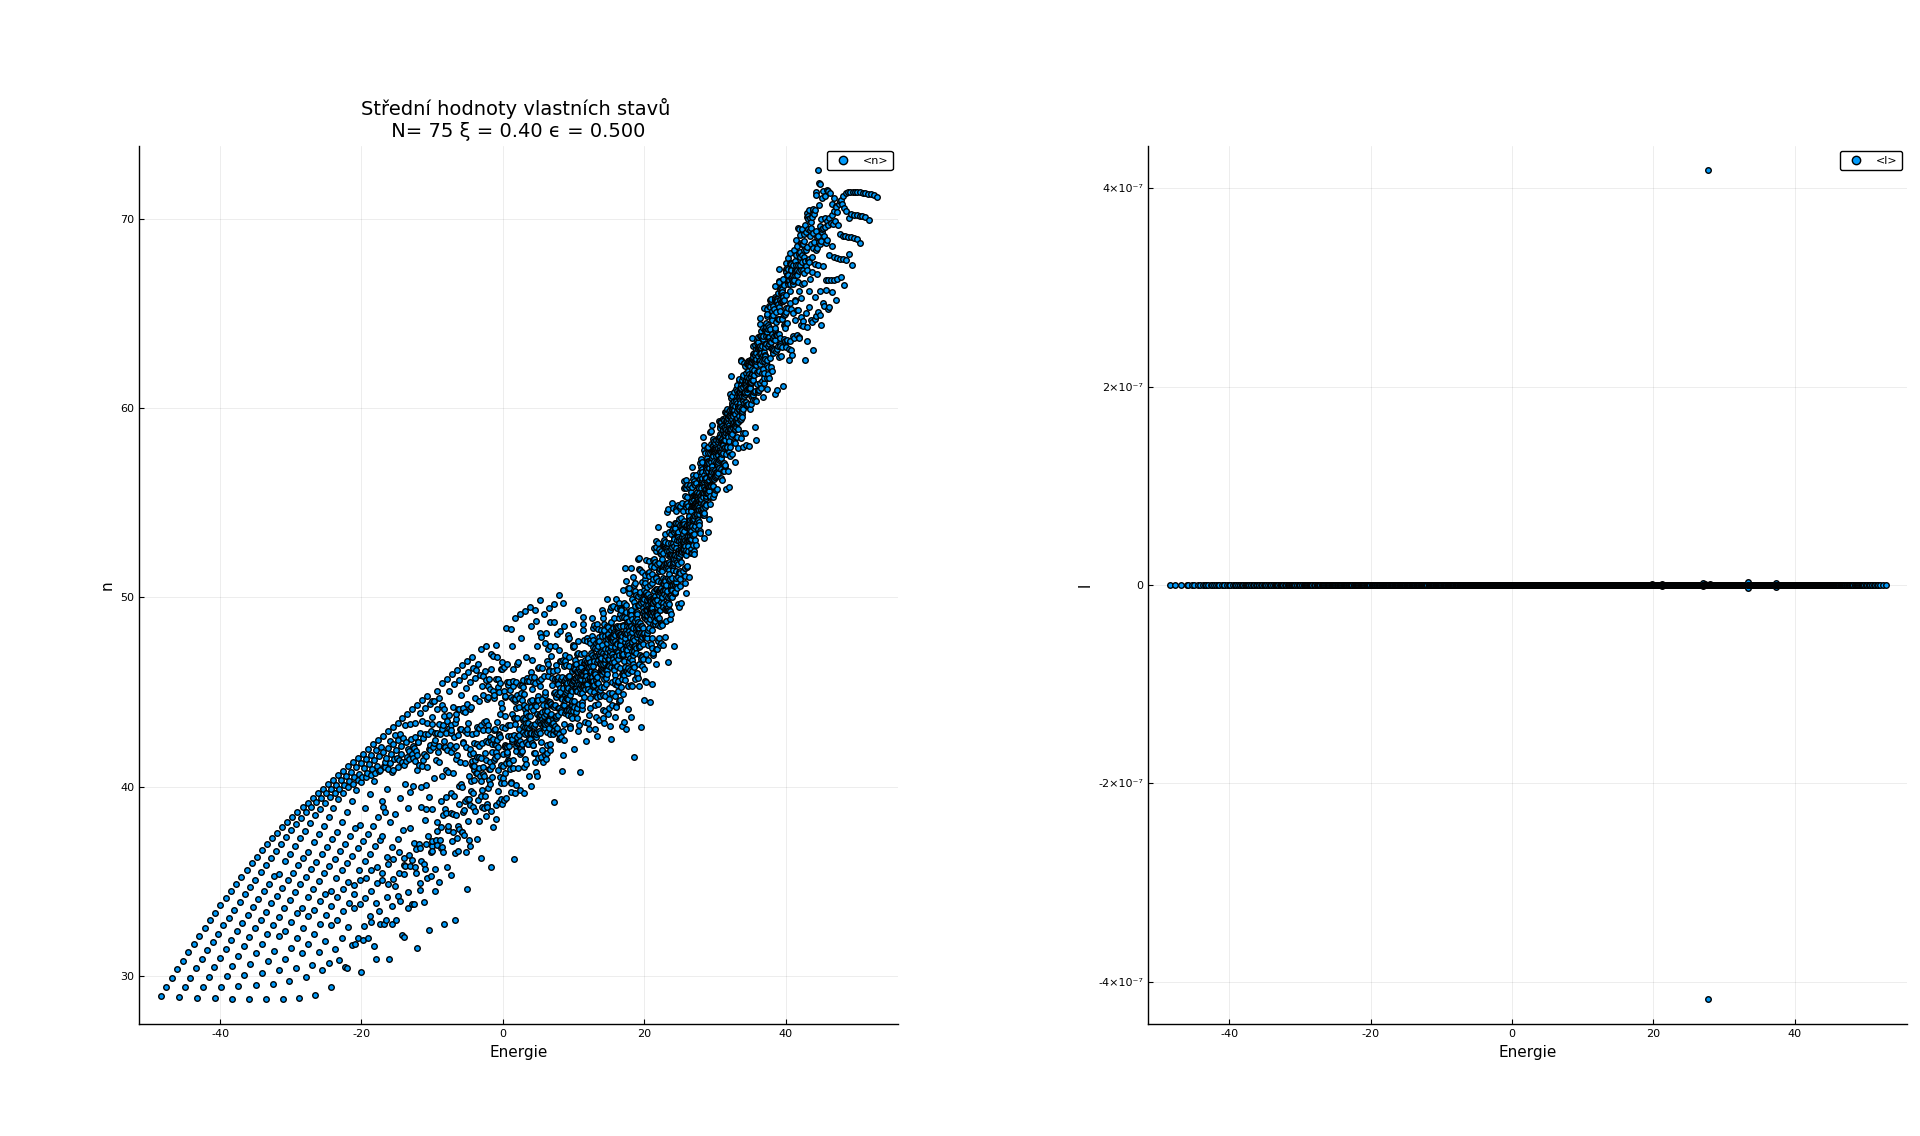 Střední hodnoty vlastních stavů
N= 75 ξ = 0.40 ϵ = 0.500
<n>
70
60
50
40
30
n
-40
-20
0
20
40
Energie
<l>
4×10⁻⁷
2×10⁻⁷
0
-2×10⁻⁷
-4×10⁻⁷
l
-40
-20
0
20
40
Energie